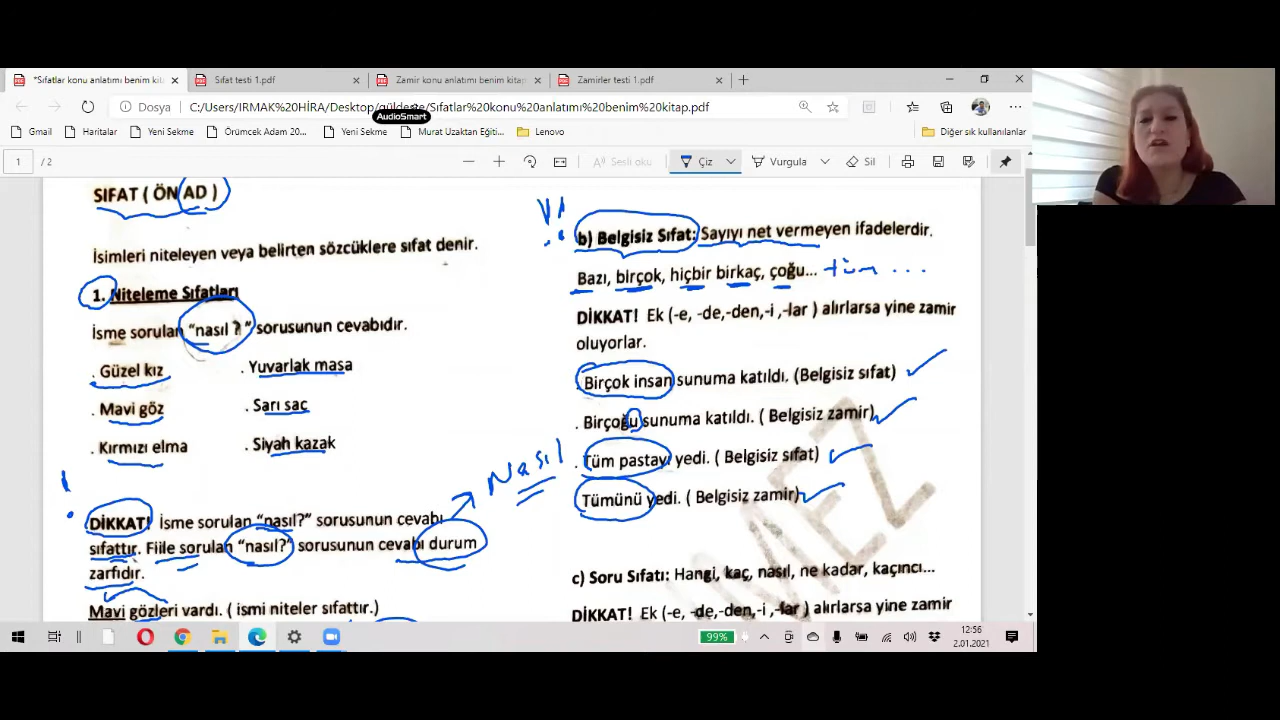 *Sıfatlar konu anlatımı benim kit
Sıfat testi 1.pdf
Zamir konu anlatımı benim kitap
Zamirler testi 1.pdf
Dosya
C:/Users/IRMAK%20HİRA/Desktop/güldeste/Sıfatlar%20konu%20anlatımı%20benim%20kitap.pdf
AudioSmart
Gmail
Haritalar
Yeni Sekme
Örümcek Adam 20...
Yeni Sekme
Murat Uzaktan Eğiti...
Lenovo
Diğer sık kullanılanlar
1 / 2
Sesli oku
Çiz
Vurgula
Sil
SIFAT ( ÖN AD )
İsimleri niteleyen veya belirten sözcüklere sıfat denir.
1. Niteleme Sıfatları
İsme sorulan “nasıl ? ” sorusunun cevabıdır.
. Güzel kız . Yuvarlak masa
. Mavi göz . Sarı saç
. Kırmızı elma . Siyah kazak
Nasıl
DİKKAT! İsme sorulan “nasıl?” sorusunun cevabı
sıfattır. Fiile sorulan “nasıl?” sorusunun cevabı durum
zarfıdır.
Mavi gözleri vardı. ( ismi niteler sıfattır.)
b) Belgisiz Sıfat: Sayıyı net vermeyen ifadelerdir.
Bazı, birçok, hiçbir birkaç, çoğu... tüm ...
DİKKAT! Ek (-e, -de,-den,-i ,-lar ) alırlarsa yine zamir
oluyorlar.
. Birçok insan sunuma katıldı. (Belgisiz sıfat)
. Birçoğu sunuma katıldı. ( Belgisiz zamir)
. Tüm pastayı yedi. ( Belgisiz sıfat)
. Tümünü yedi. ( Belgisiz zamir)
c) Soru Sıfatı: Hangi, kaç, nasıl, ne kadar, kaçıncı...
DİKKAT! Ek (-e, -de,-den,-i ,-lar ) alırlarsa yine zamir
MEZ
99%
12:56
2.01.2021